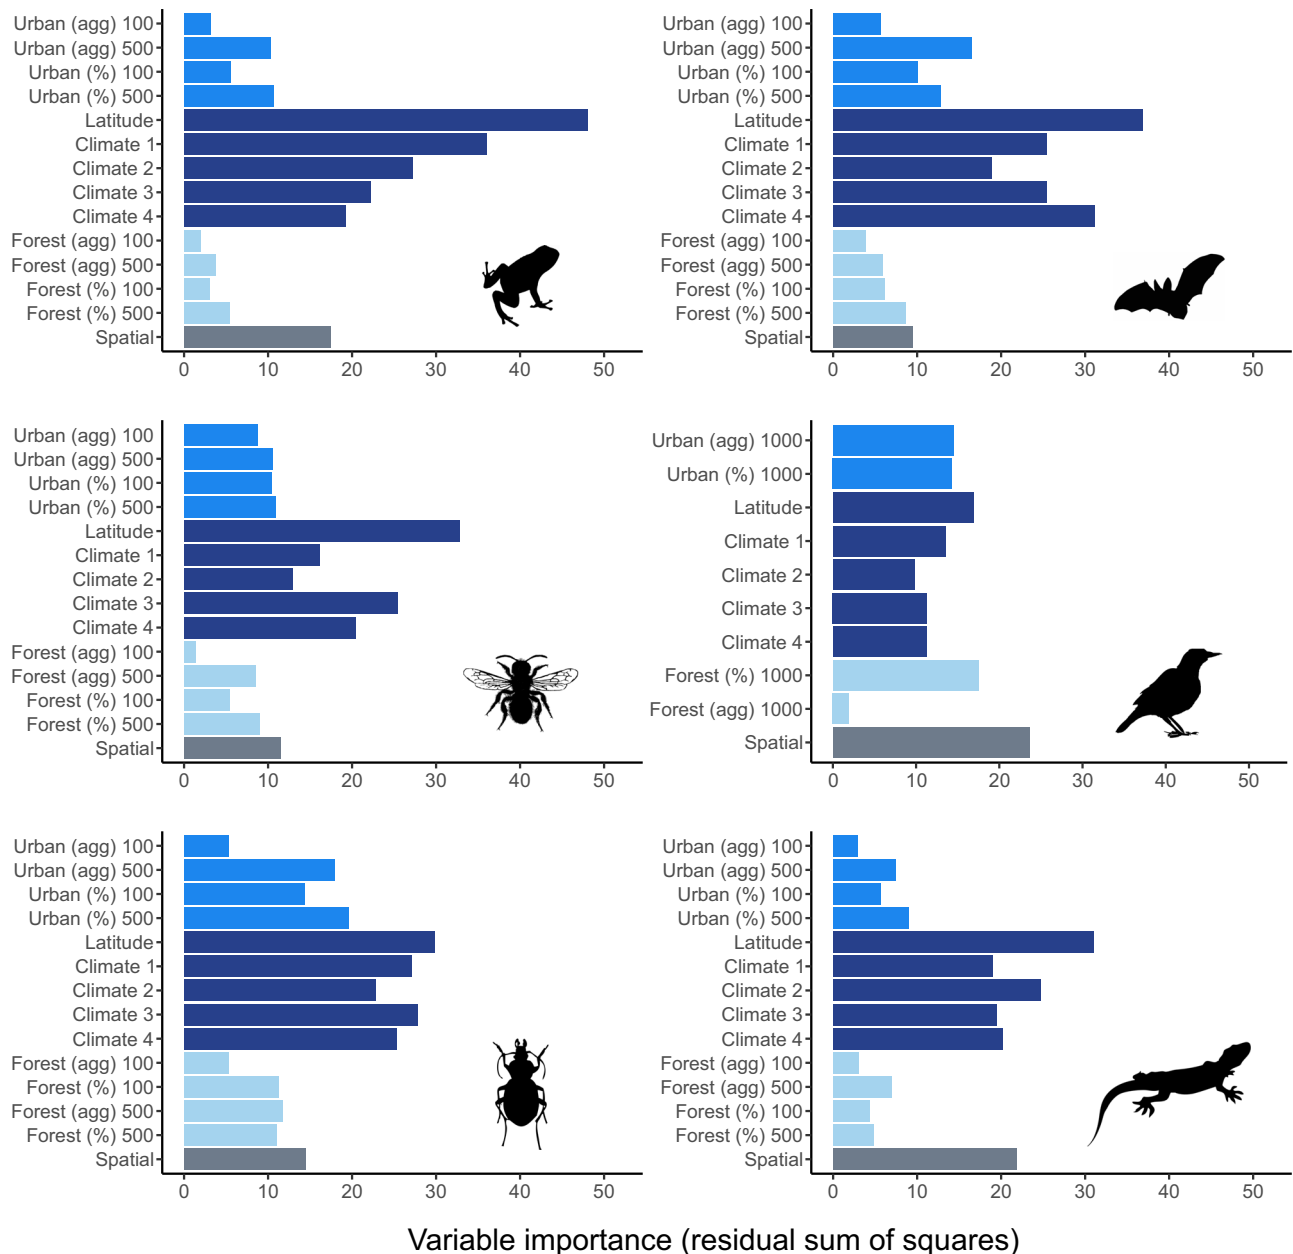 Urban (agg) 100
Urban (agg) 500
Urban (%) 100
Urban (%) 500
Latitude
Climate 1
Climate 2
Climate 3
Climate 4
Forest (agg) 100
Forest (agg) 500
Forest (%) 100
Forest (%) 500
Spatial
0 10 20 30 40 50
Urban (agg) 100
Urban (agg) 500
Urban (%) 100
Urban (%) 500
Latitude
Climate 1
Climate 2
Climate 3
Climate 4
Forest (agg) 100
Forest (agg) 500
Forest (%) 100
Forest (%) 500
Spatial
0 10 20 30 40 50
Urban (agg) 100
Urban (agg) 500
Urban (%) 100
Urban (%) 500
Latitude
Climate 1
Climate 2
Climate 3
Climate 4
Forest (agg) 100
Forest (agg) 500
Forest (%) 100
Forest (%) 500
Spatial
0 10 20 30 40 50
Urban (agg) 1000
Urban (%) 1000
Latitude
Climate 1
Climate 2
Climate 3
Climate 4
Forest (%) 1000
Forest (agg) 1000
Spatial
0 10 20 30 40 50
Urban (agg) 100
Urban (agg) 500
Urban (%) 100
Urban (%) 500
Latitude
Climate 1
Climate 2
Climate 3
Climate 4
Forest (agg) 100
Forest (%) 100
Forest (agg) 500
Forest (%) 500
Spatial
0 10 20 30 40 50
Urban (agg) 100
Urban (agg) 500
Urban (%) 100
Urban (%) 500
Latitude
Climate 1
Climate 2
Climate 3
Climate 4
Forest (agg) 100
Forest (agg) 500
Forest (%) 100
Forest (%) 500
Spatial
0 10 20 30 40 50
Variable importance (residual sum of squares)